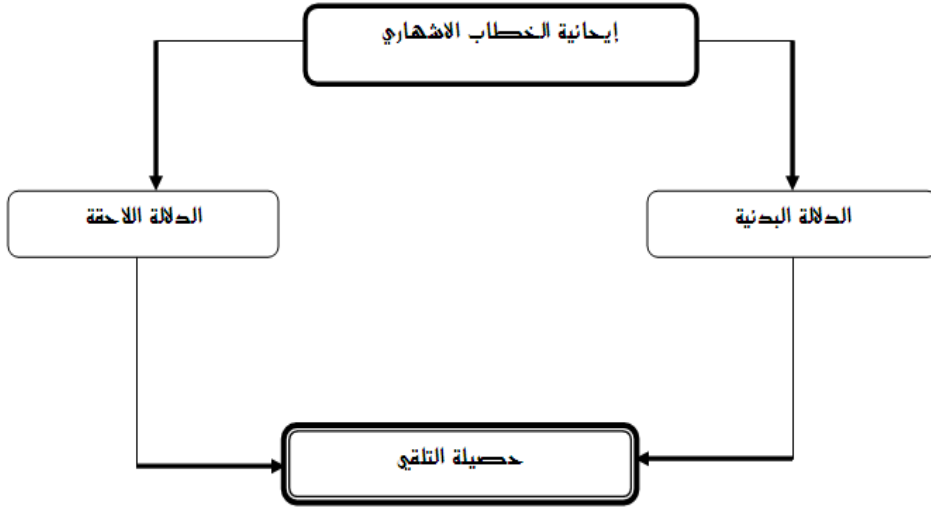 إيحائية الخطاب الاشهاري
الدلالة البدئية
الدلالة اللاحقة
حصيلة التلقي